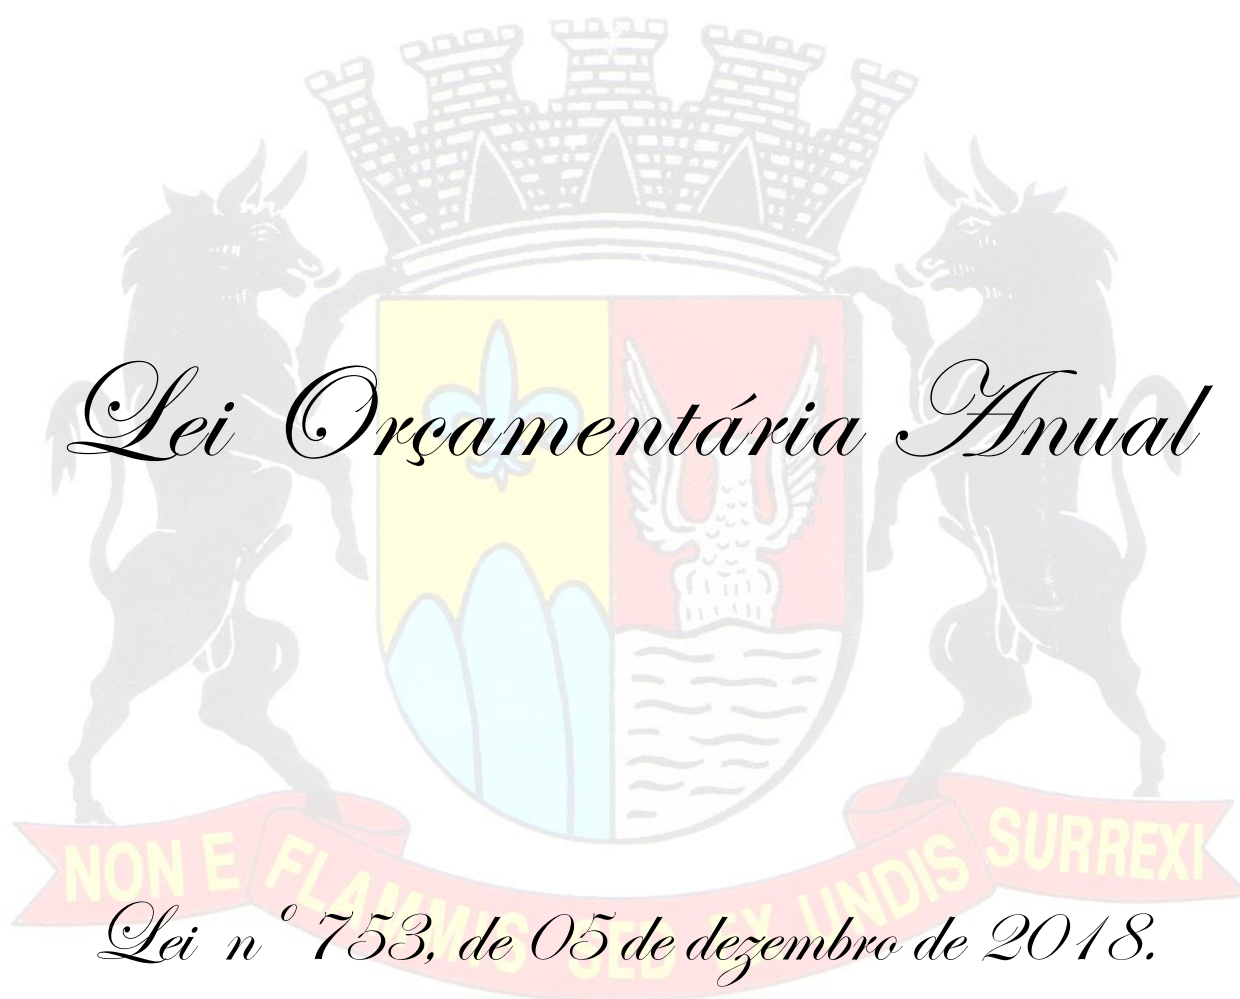 Lei Orçamentária Anual
NON E FLAMMIS SED EX UNDIS SURREXI
Lei nº 753, de 05 de dezembro de 2018.